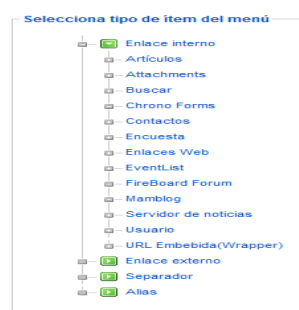 Selecciona tipo de ítem del menú
Enlace interno
Artículos
Attachments
Buscar
Chrono Forms
Contactos
Encuesta
Enlaces Web
EventList
FireBoard Forum
Mamblog
Servidor de noticias
Usuario
URL Embebida(Wrapper)
Enlace externo
Separador
Alias